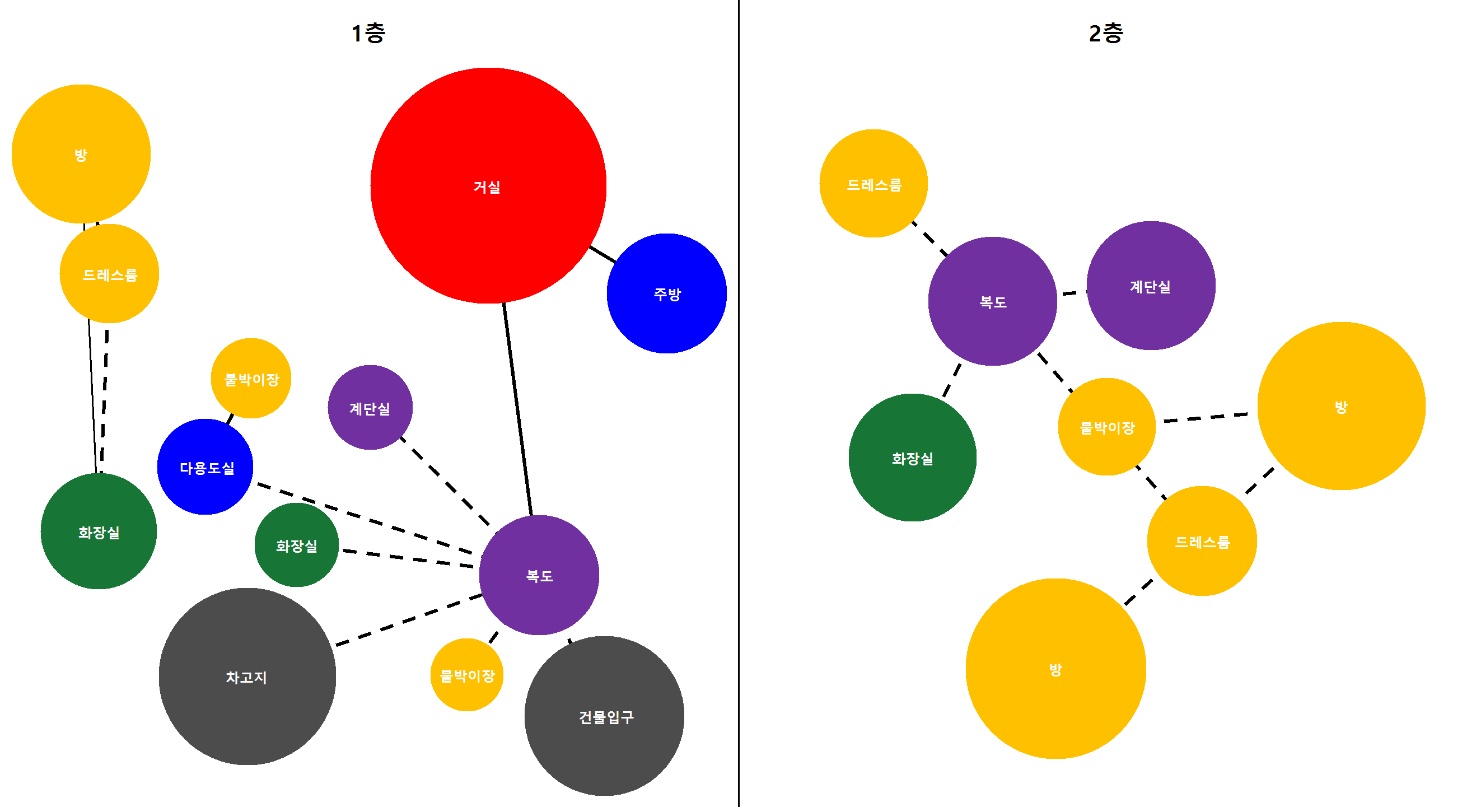 1층
방
거실
드레스룸
주방
붙박이장
계단실
다용도실
화장실
화장실
복도
차고지
붙박이장
건물입구
2층
드레스룸
계단실
복도
방
붙박이장
화장실
드레스룸
방